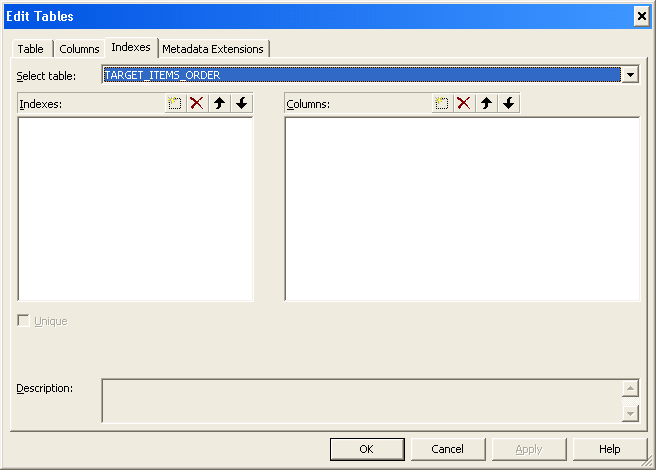 Edit Tables
Table Columns Indexes Metadata Extensions
Select table: TARGET_ITEMS_ORDER
Indexes: Columns:
Unique
Description:
OK Cancel Apply Help